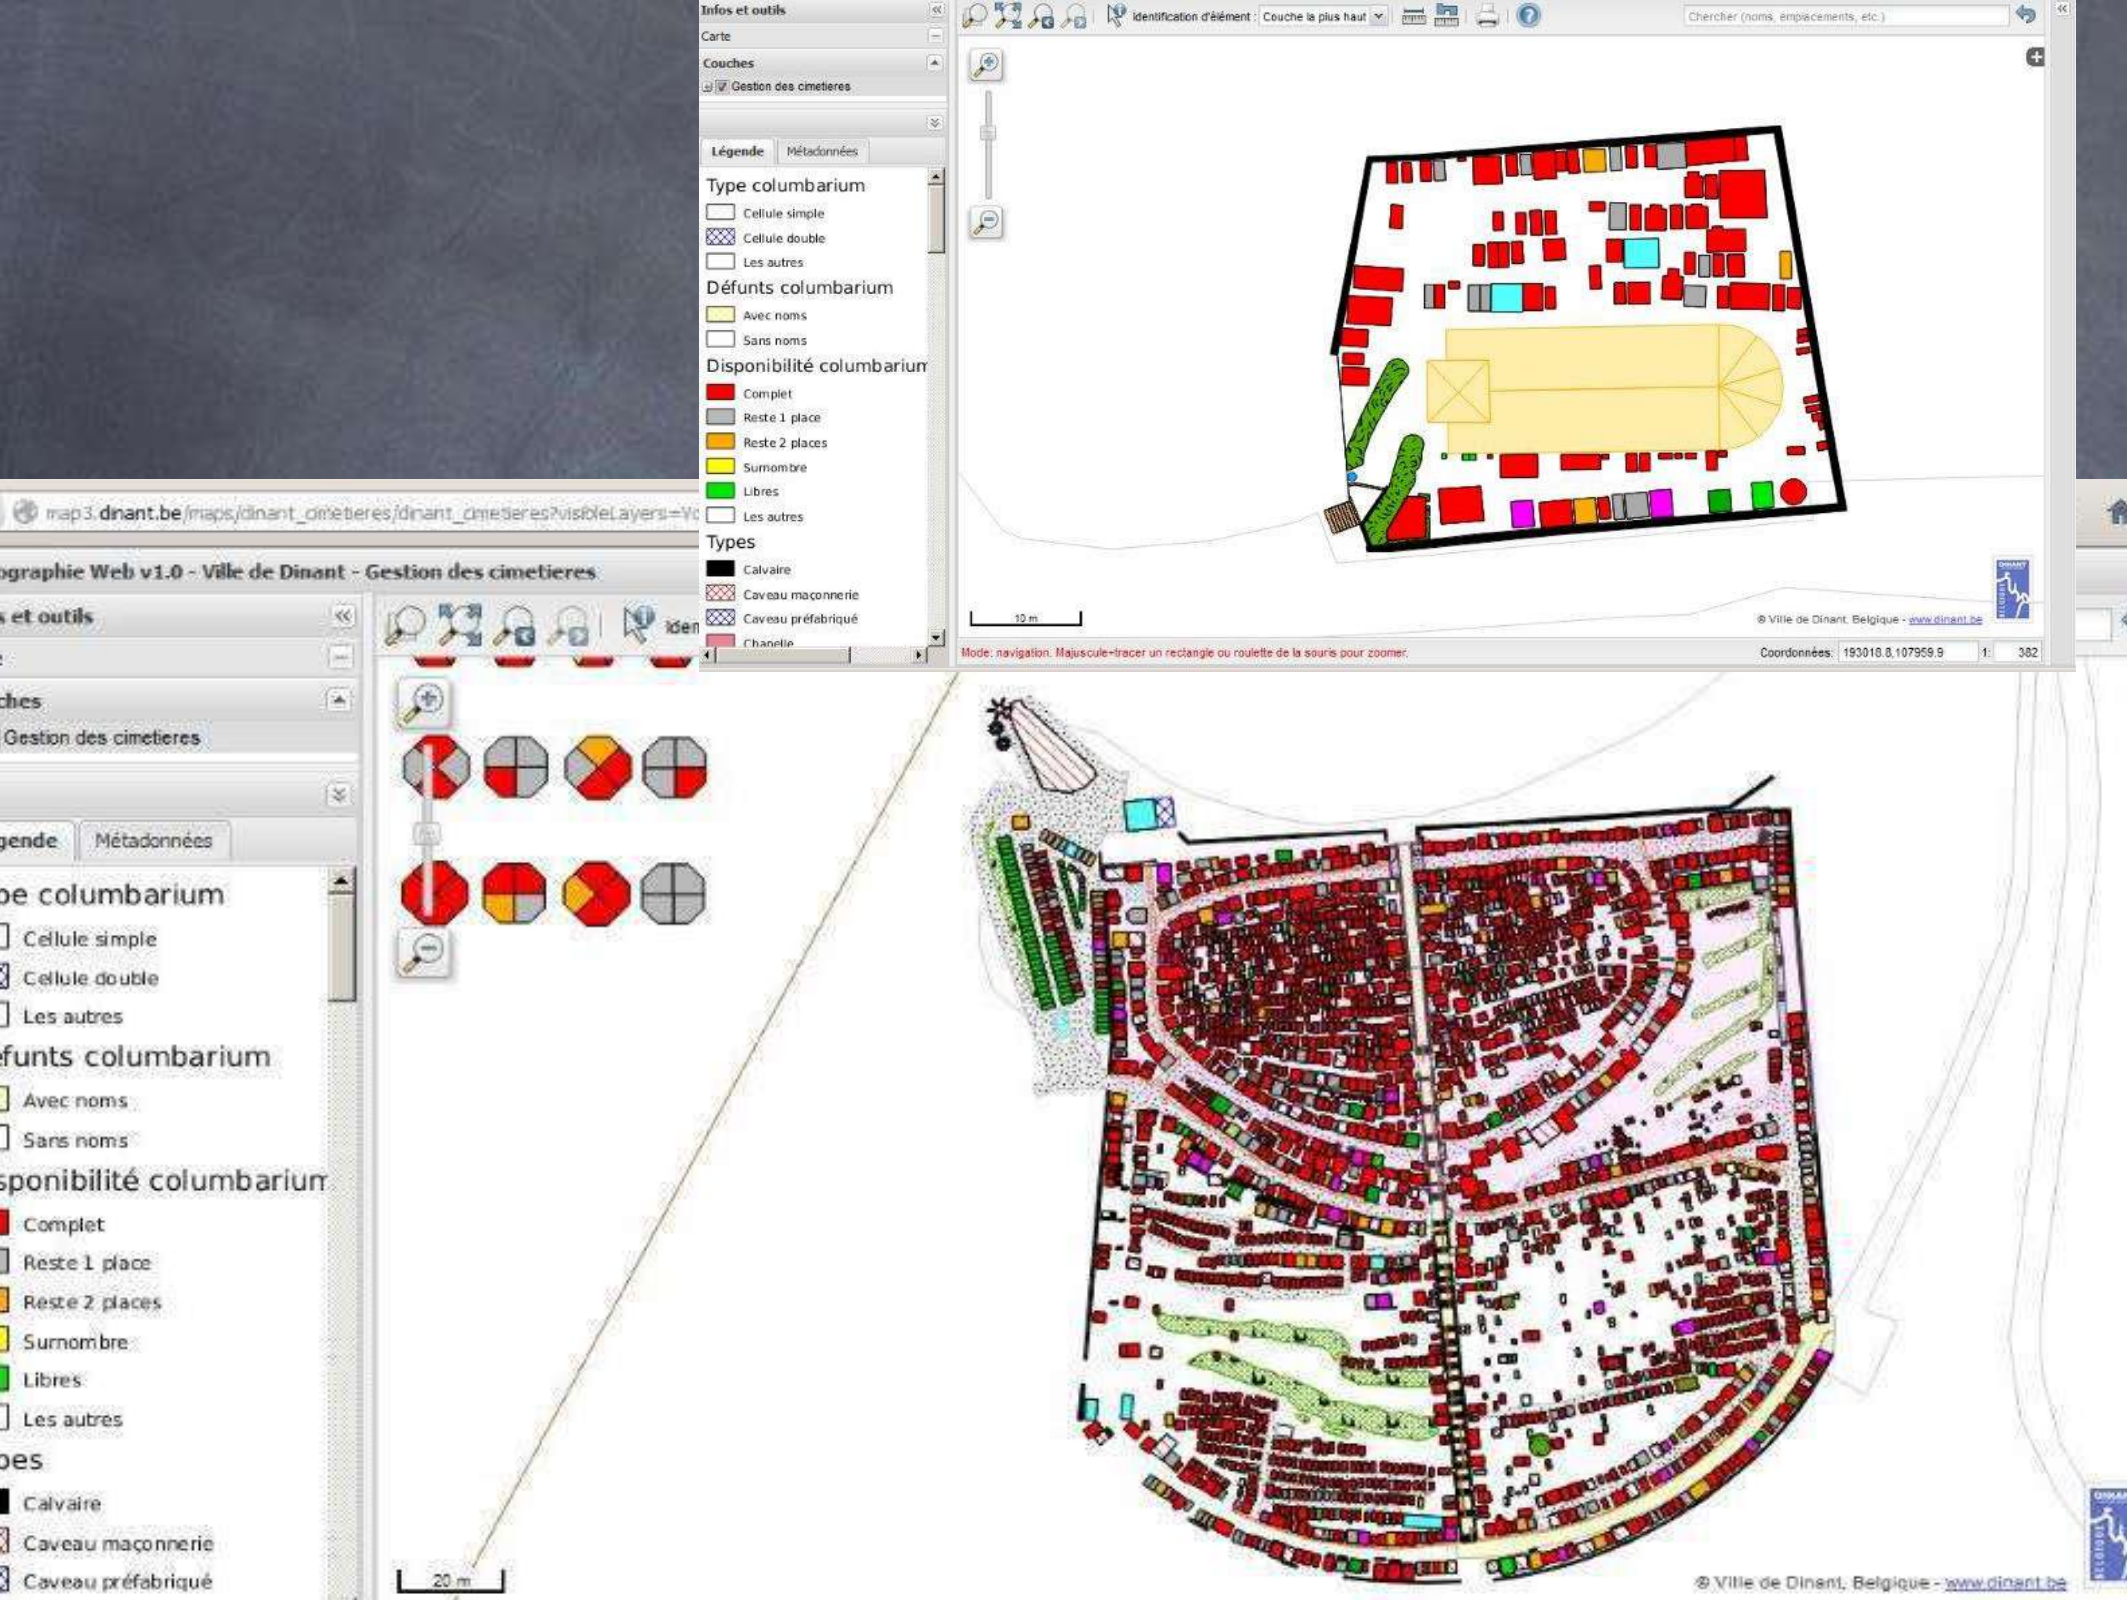 Infos et outils
Carte
Couches
Gestion des cimetieres
Légende
Métadonnées
Type columbarium
Cellule simple
Cellule double
Les autres
Défunts columbarium
Avec noms
Sans noms
Disponibilité columbarium
Complet
Reste 1 place
Reste 2 places
Surnombre
Libres
Les autres
Types
Calvaire
Caveau maçonnerie
Caveau préfabriqué
Chapelle
Identification d'élément : Couche la plus haut
Chercher (noms, emplacements, etc.)
10 m
© Ville de Dinant, Belgique - www.dinant.be
Mode: navigation. Majuscule+tracer un rectangle ou roulette de la souris pour zoomer.
Coordonnées: 193018.8,107959.9 1: 382
map3.dinant.be/maps/dinant_cimetieres/dinant_cimetieres?visibleLayers=
ographie Web v1.0 - Ville de Dinant - Gestion des cimetieres
s et outils
ches
Gestion des cimetieres
gende
Métadonnées
pe columbarium
Cellule simple
Cellule double
Les autres
funts columbarium
Avec noms
Sans noms
sponibilité columbarium
Complet
Reste 1 place
Reste 2 places
Surnombre
Libres
Les autres
pes
Calvaire
Caveau maçonnerie
Caveau préfabriqué
Iden
20 m
© Ville de Dinant, Belgique - www.dinant.be